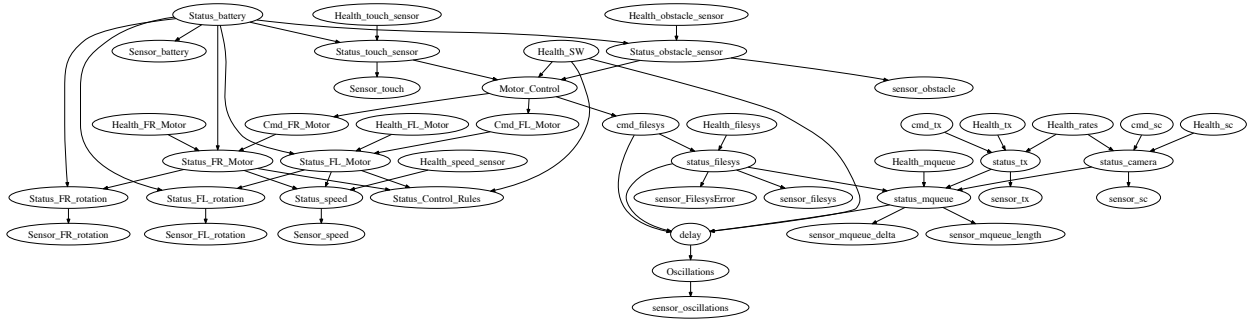 Status_battery
Health_touch_sensor
Health_obstacle_sensor
Sensor_battery
Status_touch_sensor
Health_SW
Status_obstacle_sensor
Sensor_touch
Motor_Control
sensor_obstacle
Health_FR_Motor
Cmd_FR_Motor
Health_FL_Motor
Cmd_FL_Motor
cmd_filesys
Health_filesys
cmd_tx
Health_tx
Health_rates
cmd_sc
Health_sc
Status_FR_Motor
Status_FL_Motor
Health_speed_sensor
status_filesys
Health_mqueue
status_tx
status_camera
Status_FR_rotation
Status_FL_rotation
Status_speed
Status_Control_Rules
sensor_FilesysError
sensor_filesys
status_mqueue
sensor_tx
sensor_sc
Sensor_FR_rotation
Sensor_FL_rotation
Sensor_speed
delay
sensor_mqueue_delta
sensor_mqueue_length
Oscillations
sensor_oscillations